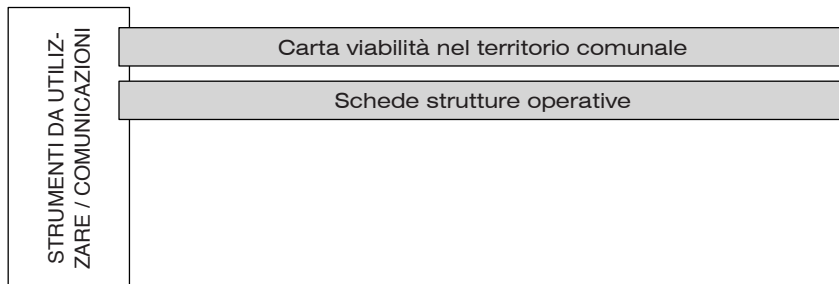 STRUMENTI DA UTILIZ-
ZARE / COMUNICAZIONI
Carta viabilità nel territorio comunale
Schede strutture operative